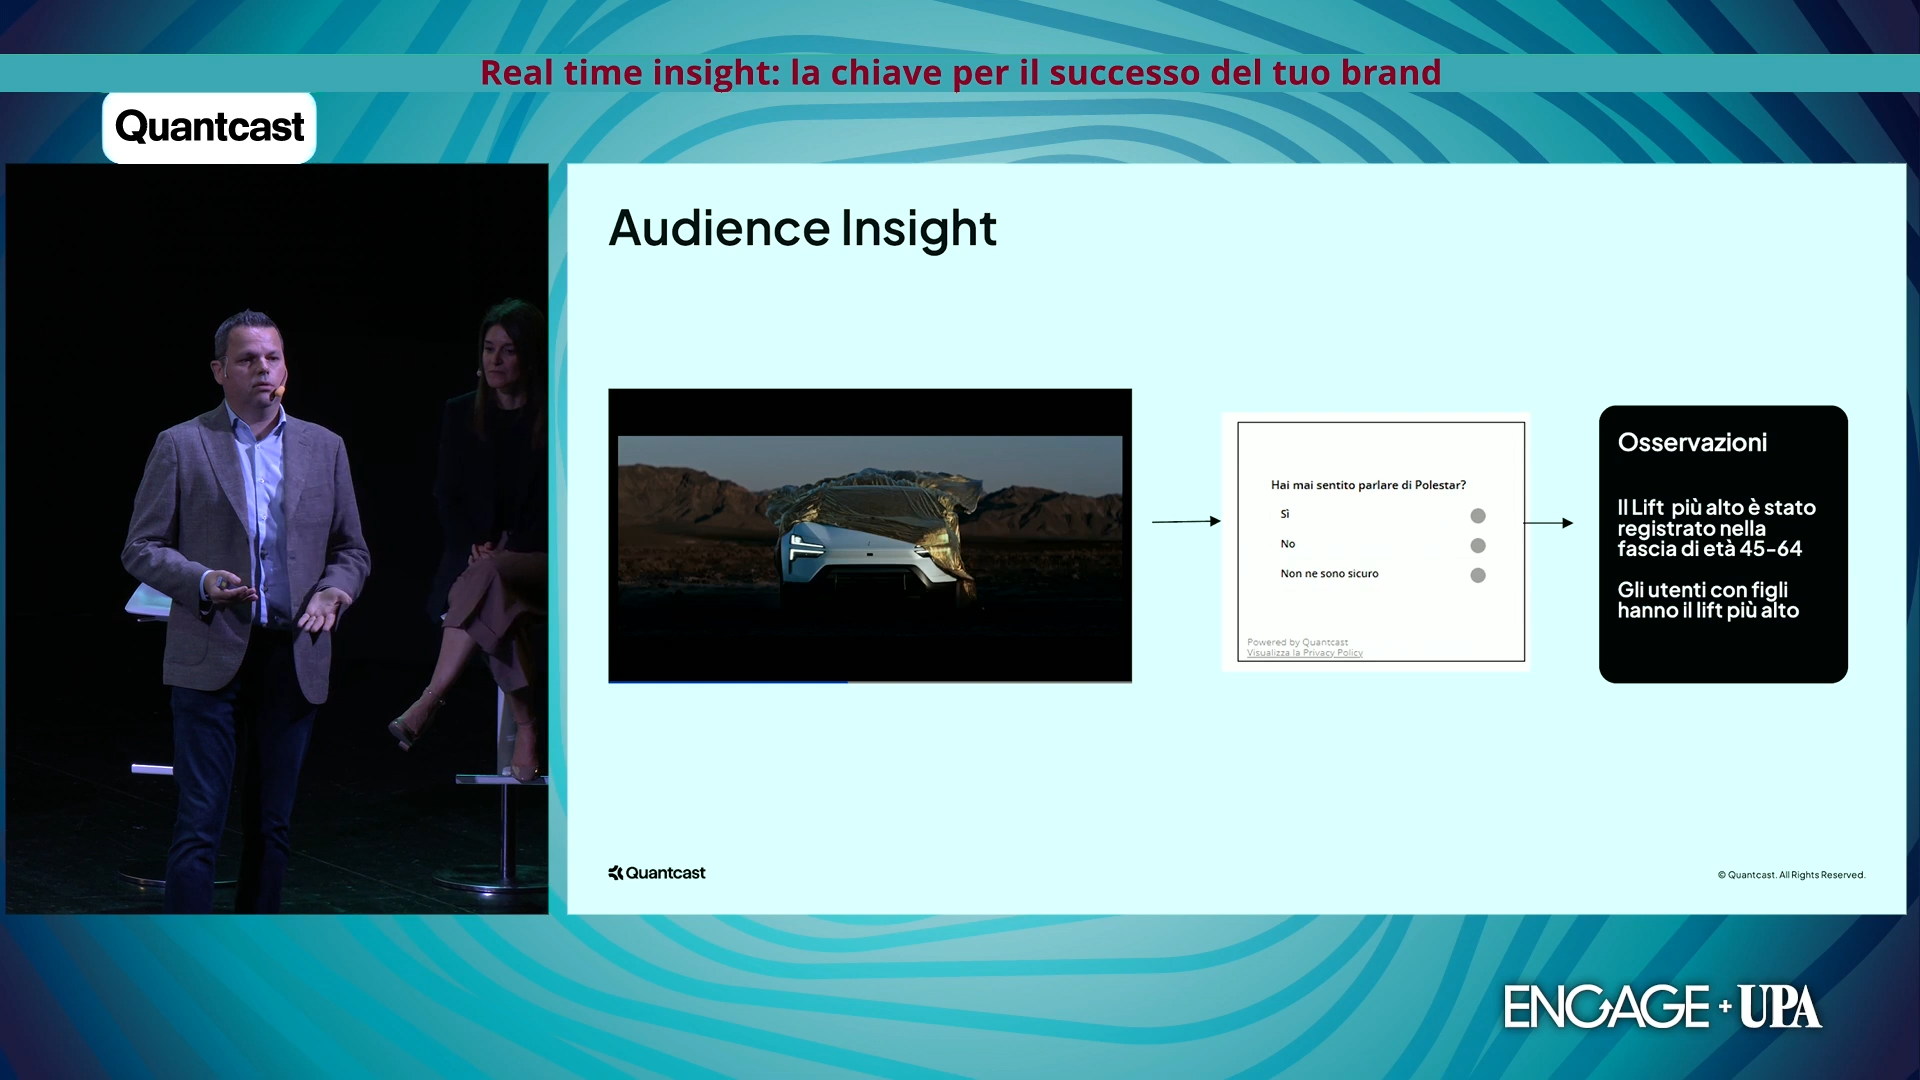 Real time insight: la chiave per il successo del tuo brand
Quantcast
Audience Insight
Hai mai sentito parlare di Polestar?
Sì
No
Non ne sono sicuro
Powered by Quantcast
Visualizza la Privacy Policy
Osservazioni
Il Lift più alto è stato
registrato nella
fascia di età 45-64
Gli utenti con figli
hanno il lift più alto
Quantcast
© Quantcast. All Rights Reserved.
ENGAGE + UPA